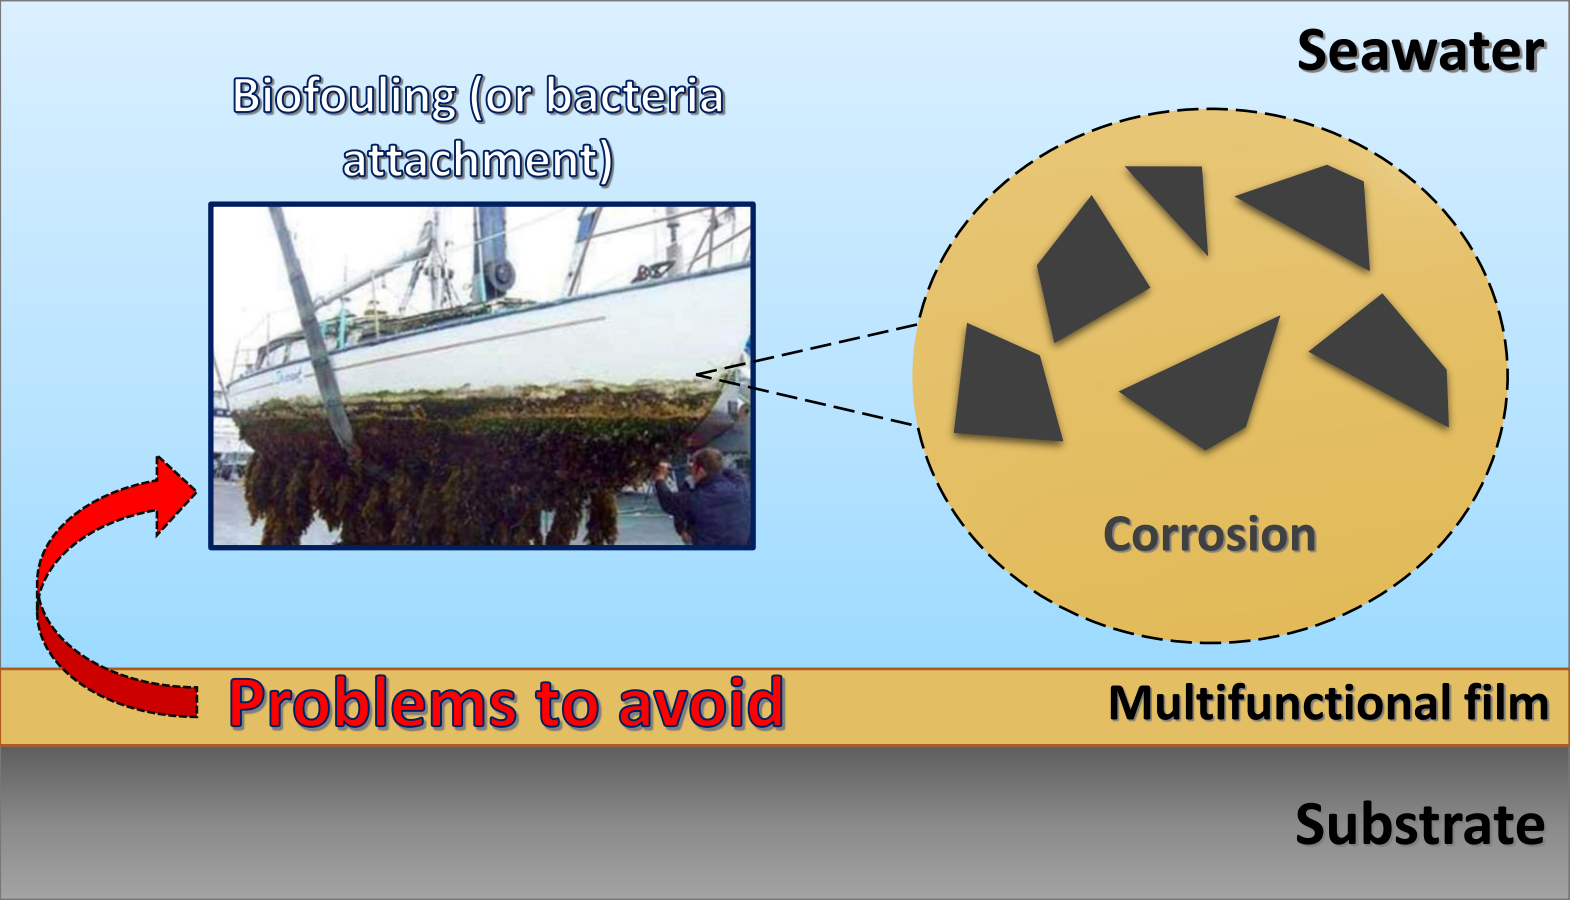 Seawater
Biofouling (or bacteria
attachment)
Corrosion
Problems to avoid
Multifunctional film
Substrate